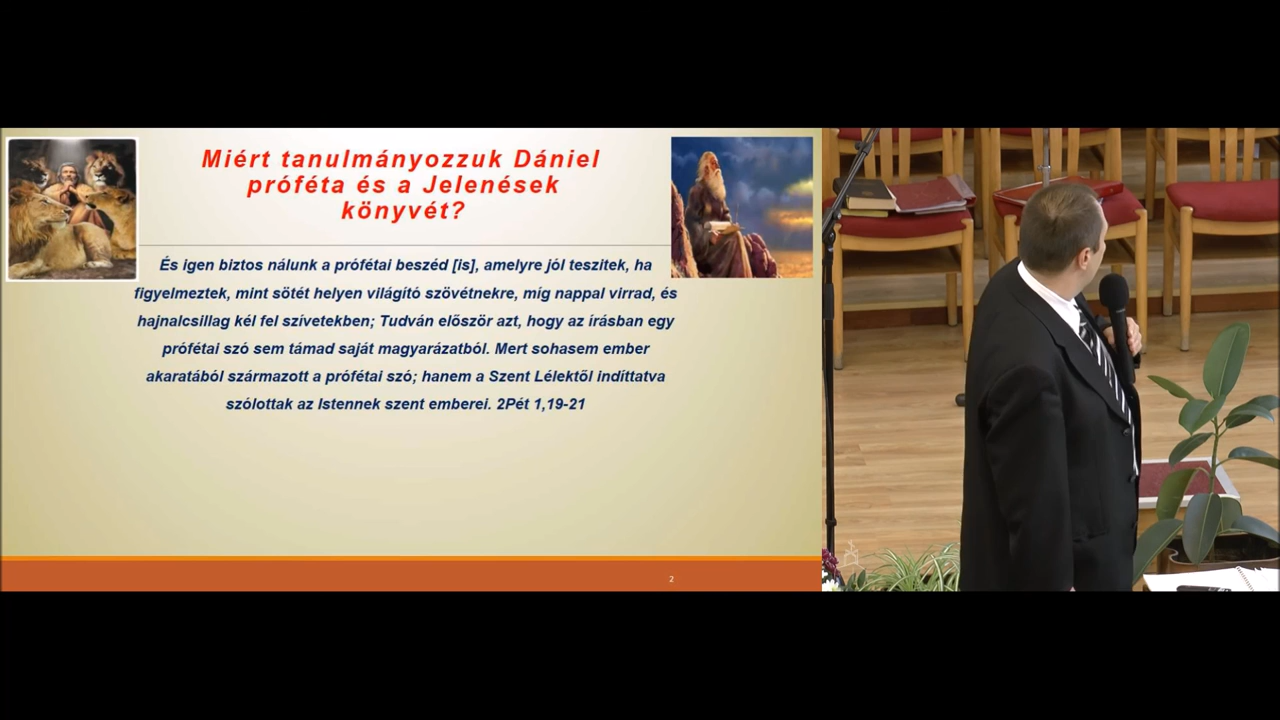 Miért tanulmányozzuk Dániel
próféta és a Jelenések
könyvét?
És igen biztos nálunk a prófétai beszéd [is], amelyre jól teszitek, ha
figyelmeztek, mint sötét helyen világító szövétnekre, míg nappal virrad, és
hajnalcsillag kél fel szívetekben; Tudván először azt, hogy az írásban egy
prófétai szó sem támad saját magyarázatból. Mert sohasem ember
akaratából származott a prófétai szó; hanem a Szent Lélektől indíttatva
szólottak az Istennek szent emberei. 2Pét 1,19-21
2